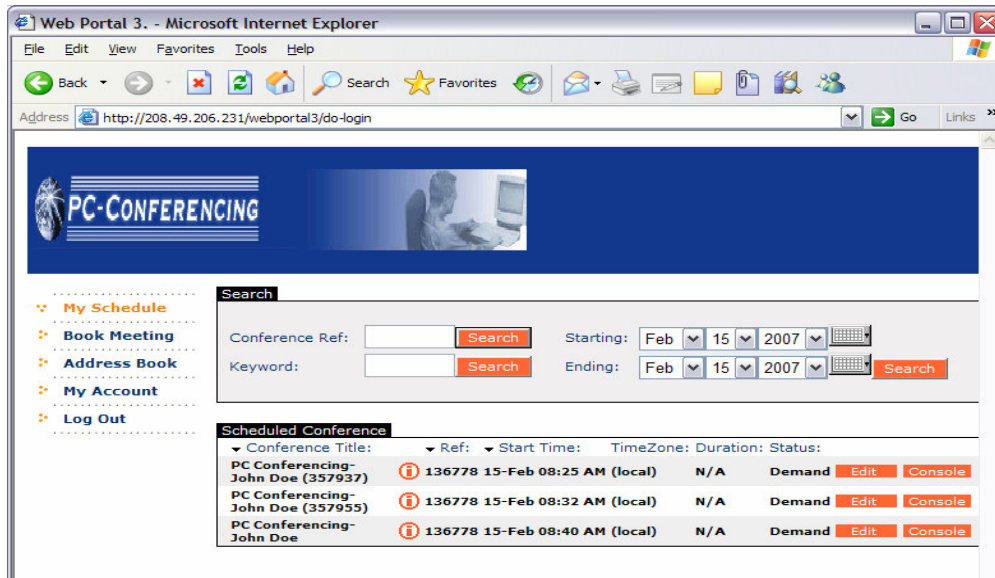 Web Portal 3. - Microsoft Internet Explorer
File Edit View Favorites Tools Help
Back Search Favorites
Address http://208.49.206.231/webportal3/do-login Go Links »
PC-CONFERENCING
My Schedule
Book Meeting
Address Book
My Account
Log Out
Search
Conference Ref: Search Starting: Feb 15 2007
Keyword: Search Ending: Feb 15 2007 Search
Scheduled Conference
Conference Title: Ref: Start Time: TimeZone: Duration: Status:
PC Conferencing-
John Doe (357937) 136778 15-Feb 08:25 AM (local) N/A Demand Edit Console
PC Conferencing-
John Doe (357955) 136778 15-Feb 08:32 AM (local) N/A Demand Edit Console
PC Conferencing-
John Doe 136778 15-Feb 08:40 AM (local) N/A Demand Edit Console